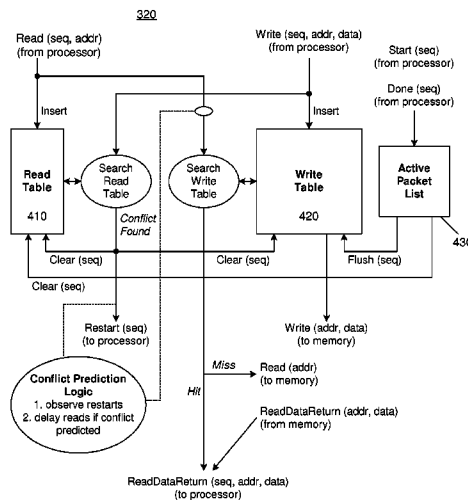 320
Read (seq, addr)
(from processor)
Write (seq, addr, data)
(from processor)
Start (seq)
(from processor)
Done (seq)
(from processor)
Insert
Insert
Read
Table
410
Search
Read
Table
Search
Write
Table
Write
Table
420
Active
Packet
List
430
Conflict
Found
Clear (seq)
Clear (seq)
Flush (seq)
Clear (seq)
Restart (seq)
(to processor)
Write (addr, data)
(to memory)
Conflict Prediction
Logic
1. observe restarts
2. delay reads if conflict
predicted
Miss
Read (addr)
(to memory)
Hit
ReadDataReturn (addr, data)
(from memory)
ReadDataReturn (seq, addr, data)
(to processor)